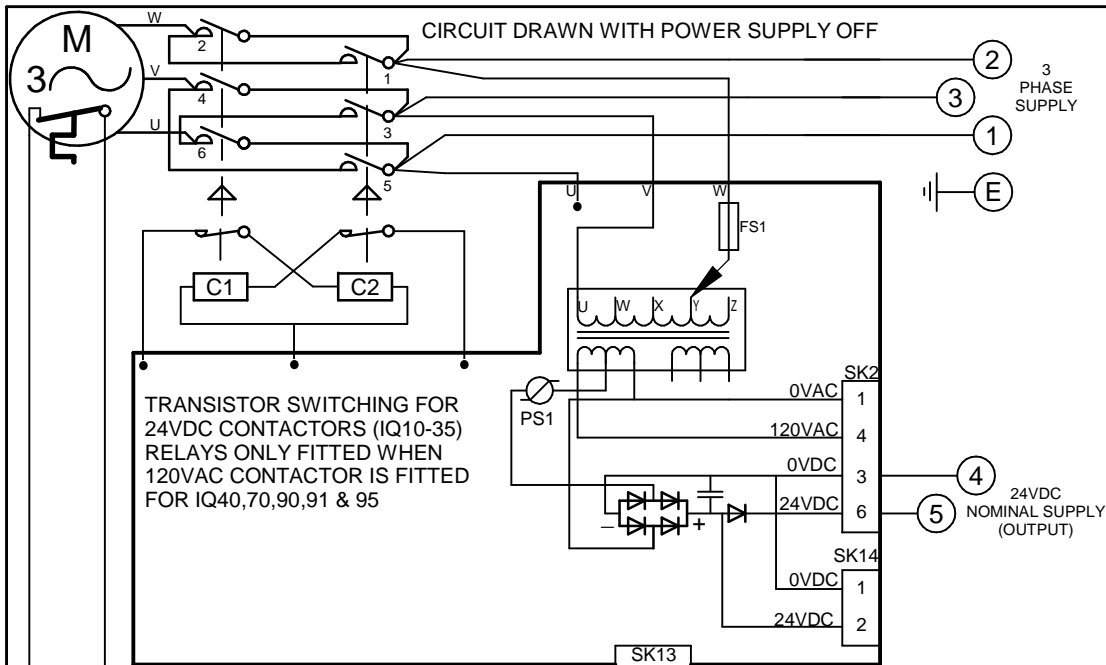 CIRCUIT DRAWN WITH POWER SUPPLY OFF
W
M
3
2
1
2
3
PHASE
SUPPLY
V
4
3
3
U
6
5
1
E
U
V
W
FS1
C1
C2
U
W
X
Y
Z
TRANSISTOR SWITCHING FOR
24VDC CONTACTORS (IQ10-35)
RELAYS ONLY FITTED WHEN
120VAC CONTACTOR IS FITTED
FOR IQ40,70,90,91 & 95
PS1
SK2
0VAC
1
120VAC
4
0VDC
3
4
24VDC
6
5
24VDC
NOMINAL SUPPLY
(OUTPUT)
–
+
SK14
0VDC
1
24VDC
2
SK13